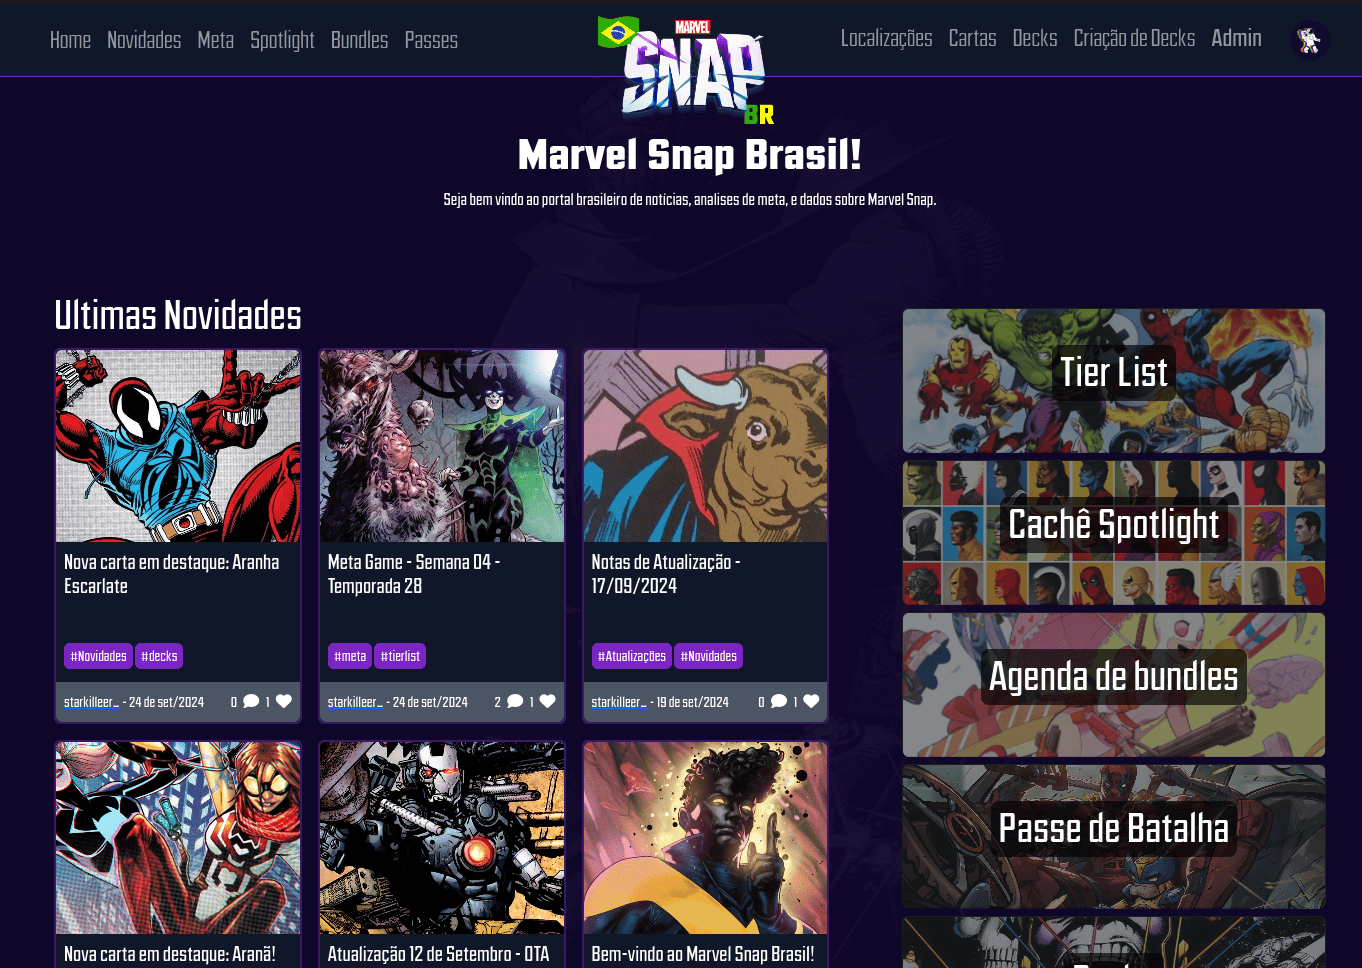 Home Novidades Meta Spotlight Bundles Passes
MARVEL
SNAP
BR
Localizações Cartas Decks Criação de Decks Admin
Marvel Snap Brasil!
Seja bem vindo ao portal brasileiro de notícias, analises de meta, e dados sobre Marvel Snap.
Ultimas Novidades
Nova carta em destaque: Aranha
Escarlate
#Novidades #decks
starkilleer_ - 24 de set/2024 0 1
Meta Game - Semana 04 -
Temporada 28
#meta #tierlist
starkilleer_ - 24 de set/2024 2 1
Notas de Atualização -
17/09/2024
#Atualizações #Novidades
starkilleer_ - 19 de set/2024 0 1
Nova carta em destaque: Aranã!
Atualização 12 de Setembro - OTA
Bem-vindo ao Marvel Snap Brasil!
Tier List
Cachê Spotlight
Agenda de bundles
Passe de Batalha